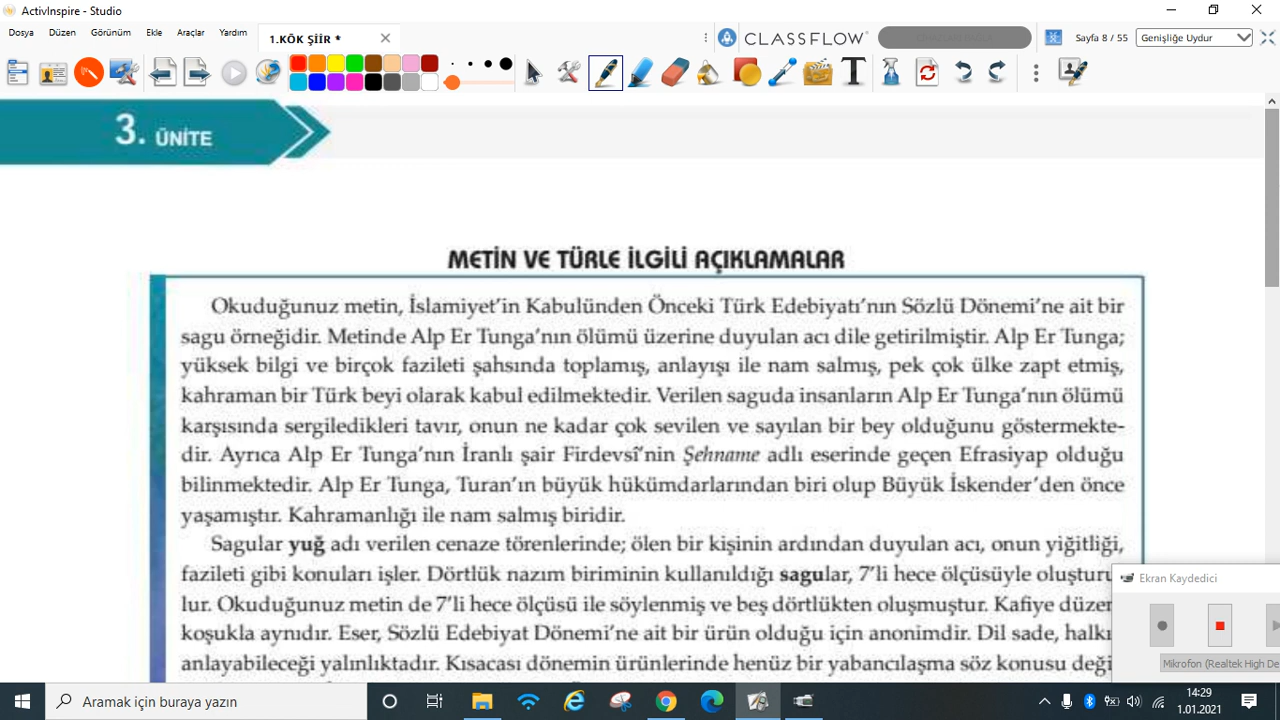 ActivInspire - Studio
Dosya Düzen Görünüm Ekle Araçlar Yardım
1.KÖK ŞİİR *
CLASSFLOW
Sayfa 8 / 55
Genişliğe Uydur
3. ÜNİTE
METİN VE TÜRLE İLGİLİ AÇIKLAMALAR
Okuduğunuz metin, İslamiyet'in Kabulünden Önceki Türk Edebiyatı'nın Sözlü Dönemi'ne ait bir
sagu örneğidir. Metinde Alp Er Tunga'nın ölümü üzerine duyulan acı dile getirilmiştir. Alp Er Tunga;
yüksek bilgi ve birçok fazileti şahsında toplamış, anlayışı ile nam salmış, pek çok ülke zapt etmiş,
kahraman bir Türk beyi olarak kabul edilmektedir. Verilen saguda insanların Alp Er Tunga'nın ölümü
karşısında sergiledikleri tavır, onun ne kadar çok sevilen ve sayılan bir bey olduğunu göstermekte-
dir. Ayrıca Alp Er Tunga'nın İranlı şair Firdevsî'nin Şehname adlı eserinde geçen Efrasiyap olduğu
bilinmektedir. Alp Er Tunga, Turan'ın büyük hükümdarlarından biri olup Büyük İskender'den önce
yaşamıştır. Kahramanlığı ile nam salmış biridir.
Sagular yuğ adı verilen cenaze törenlerinde; ölen bir kişinin ardından duyulan acı, onun yiğitliği,
fazileti gibi konuları işler. Dörtlük nazım biriminin kullanıldığı sagular, 7'li hece ölçüsüyle oluşturu
lur. Okuduğunuz metin de 7'li hece ölçüsü ile söylenmiş ve beş dörtlükten oluşmuştur. Kafiye düzen
koşukla aynıdır. Eser, Sözlü Edebiyat Dönemi'ne ait bir ürün olduğu için anonimdir. Dil sade, halkı
anlayabileceği yalınlıktadır. Kısacası dönemin ürünlerinde henüz bir yabancılaşma söz konusu deği
Ekran Kaydedici
Mikrofon (Realtek High De
Aramak için buraya yazın
14:29
1.01.2021